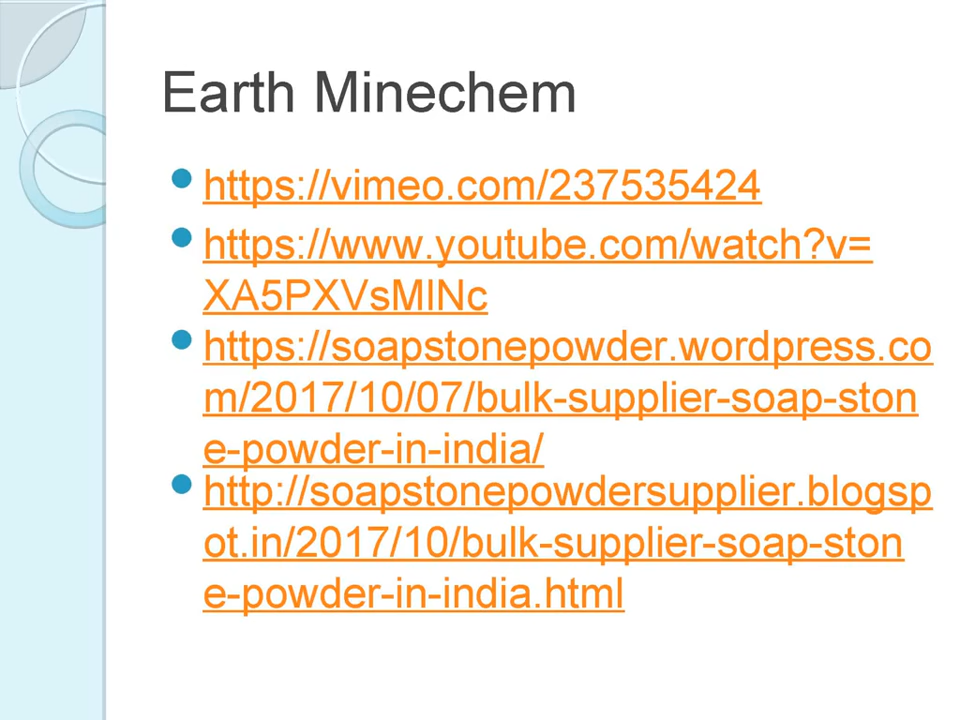 Earth Minechem
https://vimeo.com/237535424
https://www.youtube.com/watch?v=
XA5PXVsMlNc
https://soapstonepowder.wordpress.co
m/2017/10/07/bulk-supplier-soap-ston
e-powder-in-india/
http://soapstonepowdersupplier.blogsp
ot.in/2017/10/bulk-supplier-soap-ston
e-powder-in-india.html